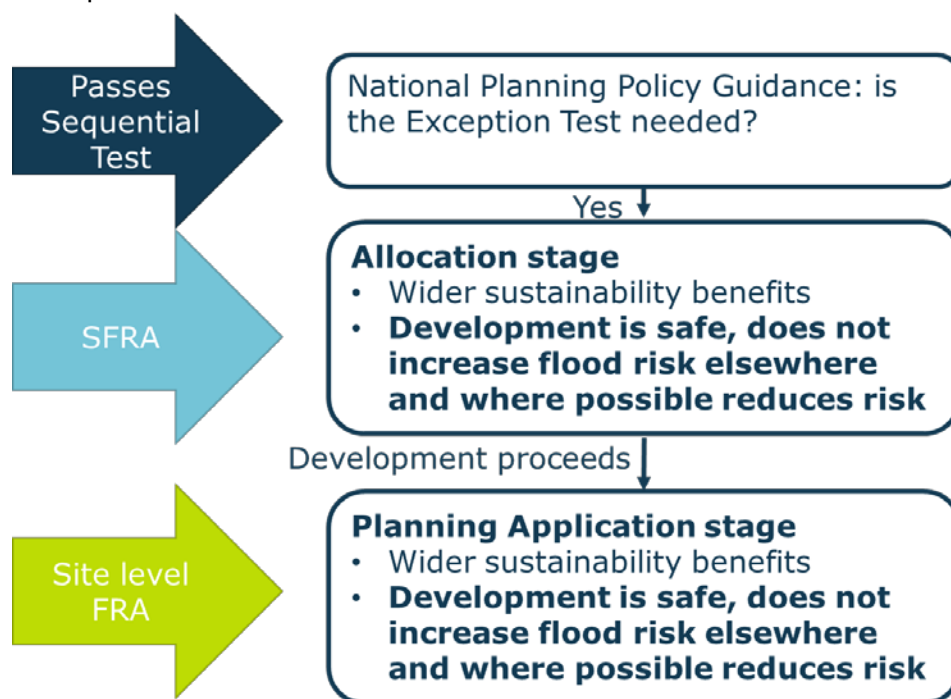 Passes
Sequential
Test
National Planning Policy Guidance: is
the Exception Test needed?
Yes
SFRA
Allocation stage
• Wider sustainability benefits
• Development is safe, does not
increase flood risk elsewhere
and where possible reduces risk
Development proceeds
Site level
FRA
Planning Application stage
• Wider sustainability benefits
• Development is safe, does not
increase flood risk elsewhere
and where possible reduces risk